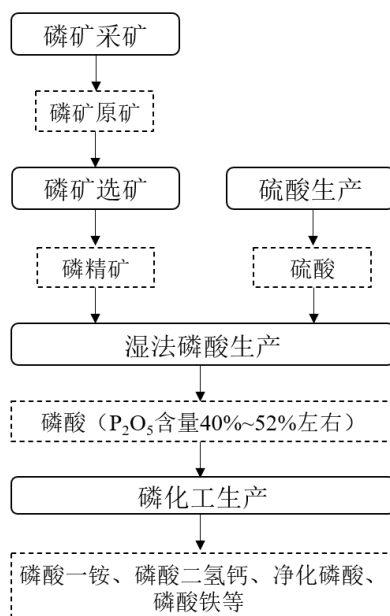 磷矿采矿
磷矿原矿
磷矿选矿
硫酸生产
磷精矿
硫酸
湿法磷酸生产
磷酸（P₂O₅含量40%~52%左右）
磷化工生产
磷酸一铵、磷酸二氢钙、净化磷酸、
磷酸铁等